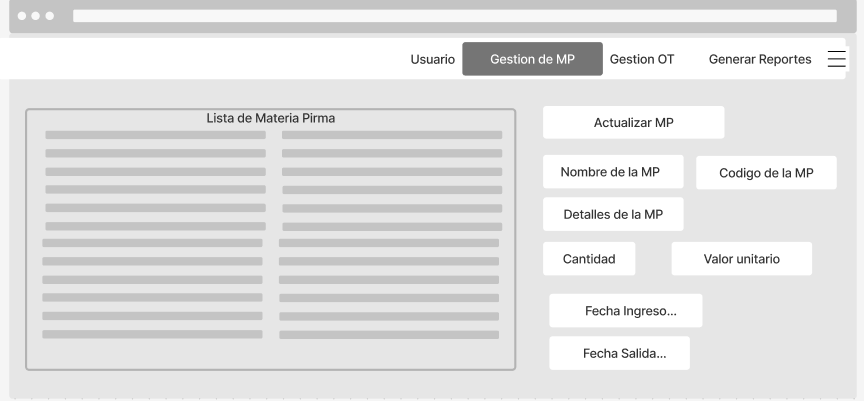 Usuario
Gestion de MP
Gestion OT
Generar Reportes
Lista de Materia Pirma
Actualizar MP
Nombre de la MP
Codigo de la MP
Detalles de la MP
Cantidad
Valor unitario
Fecha Ingreso...
Fecha Salida...